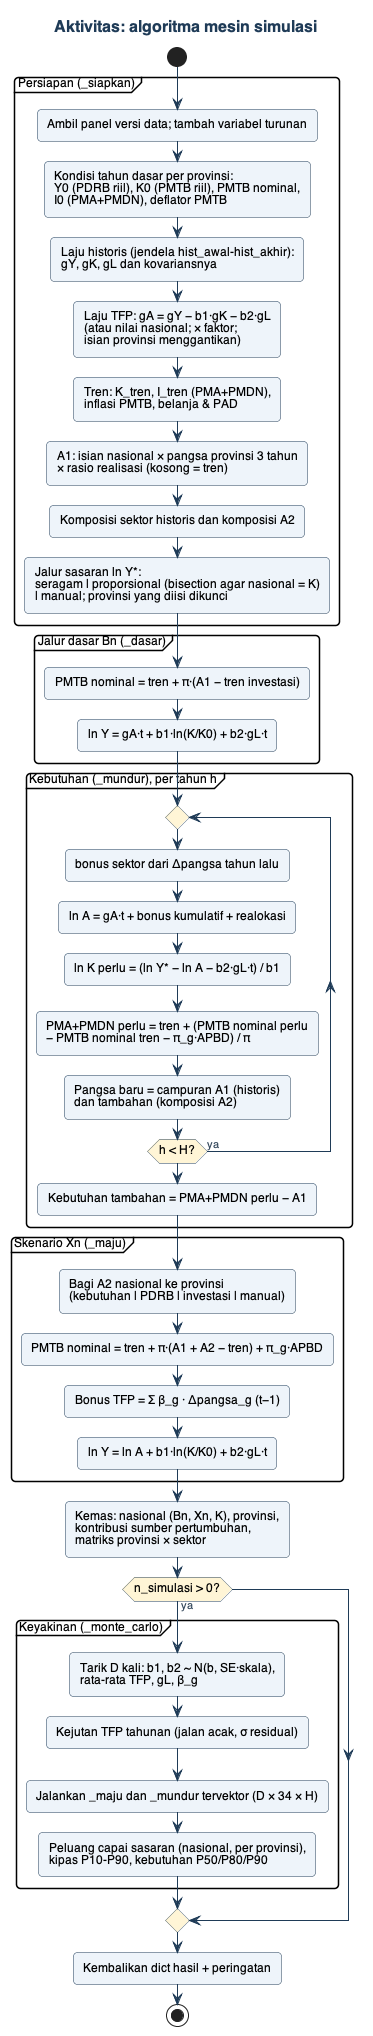 Aktivitas: algoritma mesin simulasi
Persiapan (_siapkan)
Ambil panel versi data; tambah variabel turunan
Kondisi tahun dasar per provinsi:
Y0 (PDRB riil), K0 (PMTB riil), PMTB nominal,
I0 (PMA+PMDN), deflator PMTB
Laju historis (jendela hist_awal-hist_akhir):
gY, gK, gL dan kovariansnya
Laju TFP: gA = gY − b1·gK − b2·gL
(atau nilai nasional; × faktor;
isian provinsi menggantikan)
Tren: K_tren, I_tren (PMA+PMDN),
inflasi PMTB, belanja & PAD
A1: isian nasional × pangsa provinsi 3 tahun
× rasio realisasi (kosong = tren)
Komposisi sektor historis dan komposisi A2
Jalur sasaran ln Y*:
seragam | proporsional (bisection agar nasional = K)
| manual; provinsi yang diisi dikunci
Jalur dasar Bn (_dasar)
PMTB nominal = tren + π·(A1 − tren investasi)
ln Y = gA·t + b1·ln(K/K0) + b2·gL·t
Kebutuhan (_mundur), per tahun h
bonus sektor dari Δpangsa tahun lalu
ln A = gA·t + bonus kumulatif + realokasi
ln K perlu = (ln Y* − ln A − b2·gL·t) / b1
PMA+PMDN perlu = tren + (PMTB nominal perlu
− PMTB nominal tren − π_g·APBD) / π
Pangsa baru = campuran A1 (historis)
dan tambahan (komposisi A2)
h < H?
ya
Kebutuhan tambahan = PMA+PMDN perlu − A1
Skenario Xn (_maju)
Bagi A2 nasional ke provinsi
(kebutuhan | PDRB | investasi | manual)
PMTB nominal = tren + π·(A1 + A2 − tren) + π_g·APBD
Bonus TFP = Σ β_g · Δpangsa_g (t−1)
ln Y = ln A + b1·ln(K/K0) + b2·gL·t
Kemas: nasional (Bn, Xn, K), provinsi,
kontribusi sumber pertumbuhan,
matriks provinsi × sektor
n_simulasi > 0?
ya
Keyakinan (_monte_carlo)
Tarik D kali: b1, b2 ~ N(b, SE·skala),
rata-rata TFP, gL, β_g
Kejutan TFP tahunan (jalan acak, σ residual)
Jalankan _maju dan _mundur tervektor (D × 34 × H)
Peluang capai sasaran (nasional, per provinsi),
kipas P10-P90, kebutuhan P50/P80/P90
Kembalikan dict hasil + peringatan